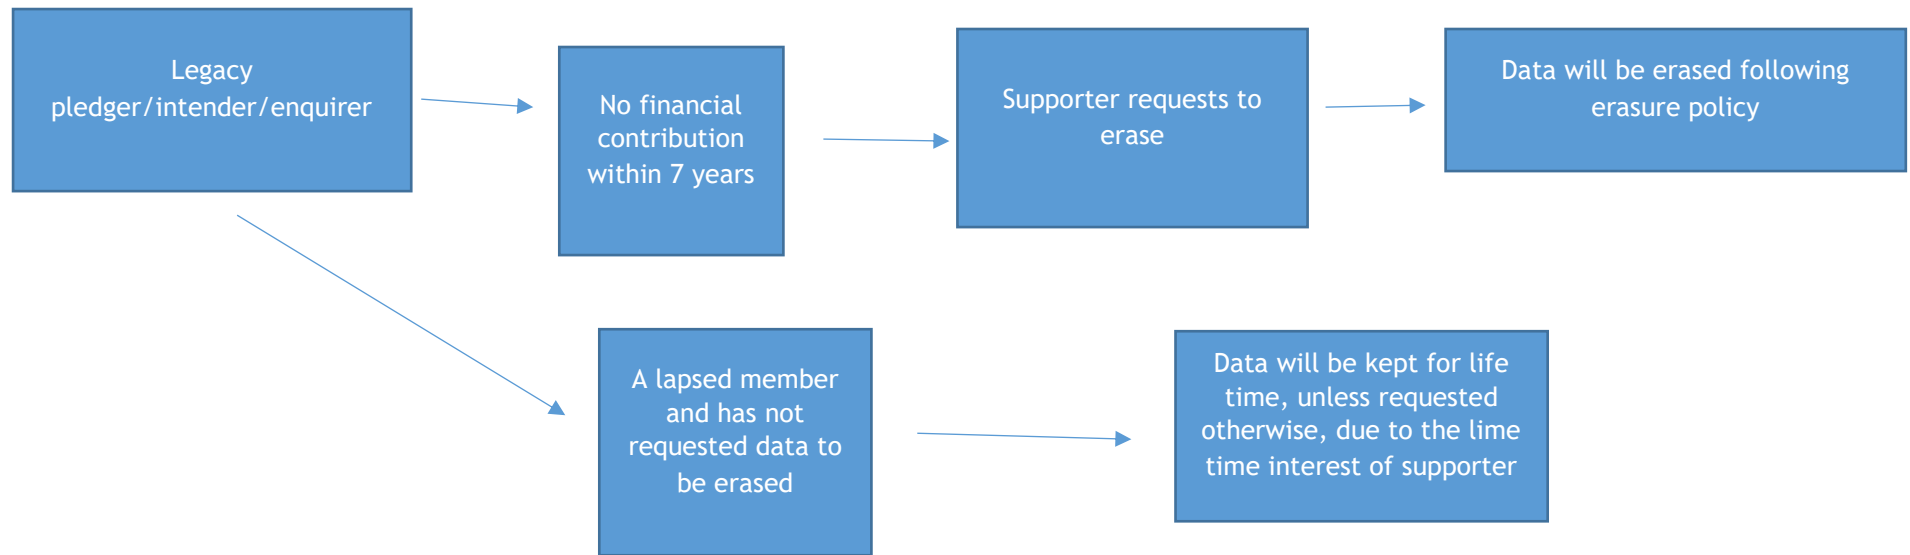 Legacy
pledger/intender/enquirer
No financial
contribution
within 7 years
Supporter requests to
erase
Data will be erased following
erasure policy
A lapsed member
and has not
requested data to
be erased
Data will be kept for life
time, unless requested
otherwise, due to the lime
time interest of supporter